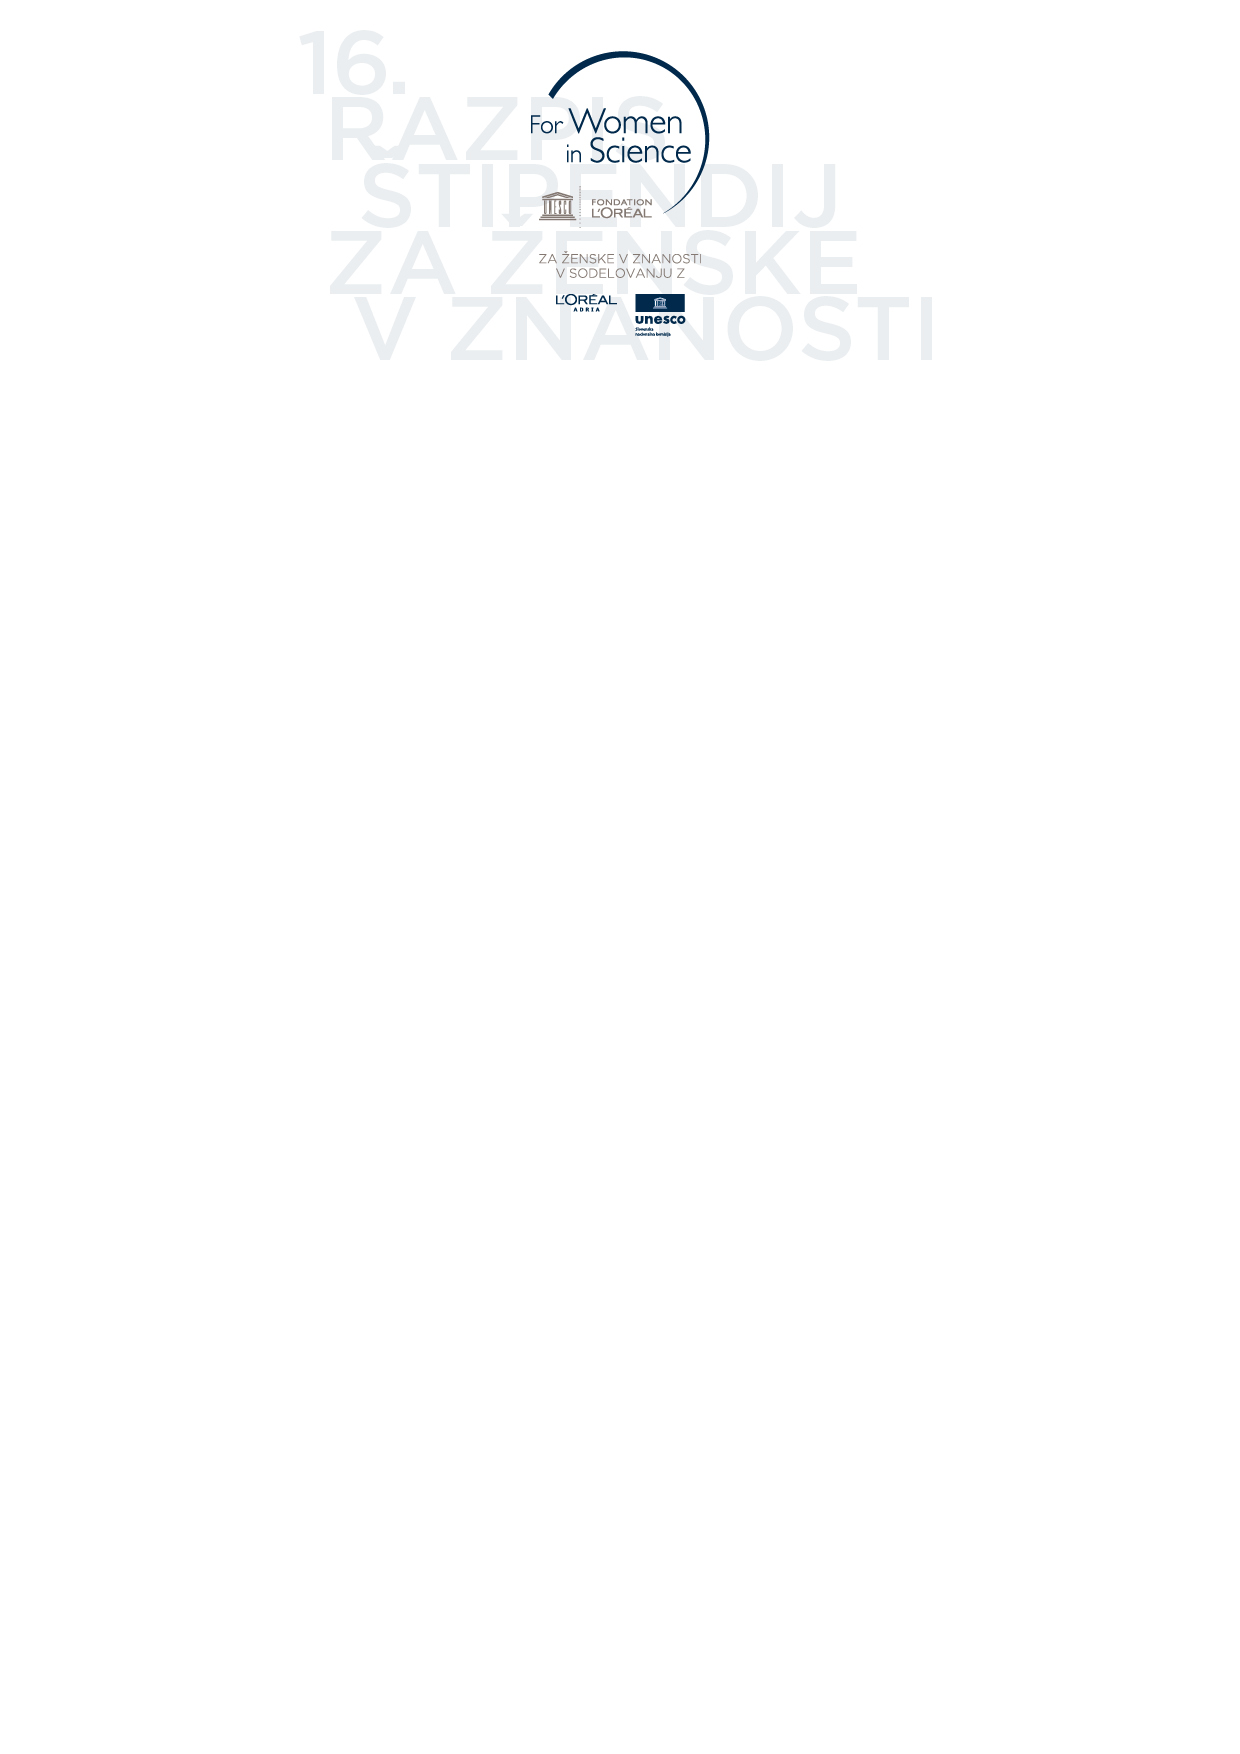 16.
RAZPIS
ŠTIPENDIJ
ZA ŽENSKE
V ZNANOSTI
For Women
in Science
FONDATION
L'ORÉAL
ZA ŽENSKE V ZNANOSTI
V SODELOVANJU Z
L'ORÉAL
ADRIA
unesco
Slovenska
nacionalna komisija